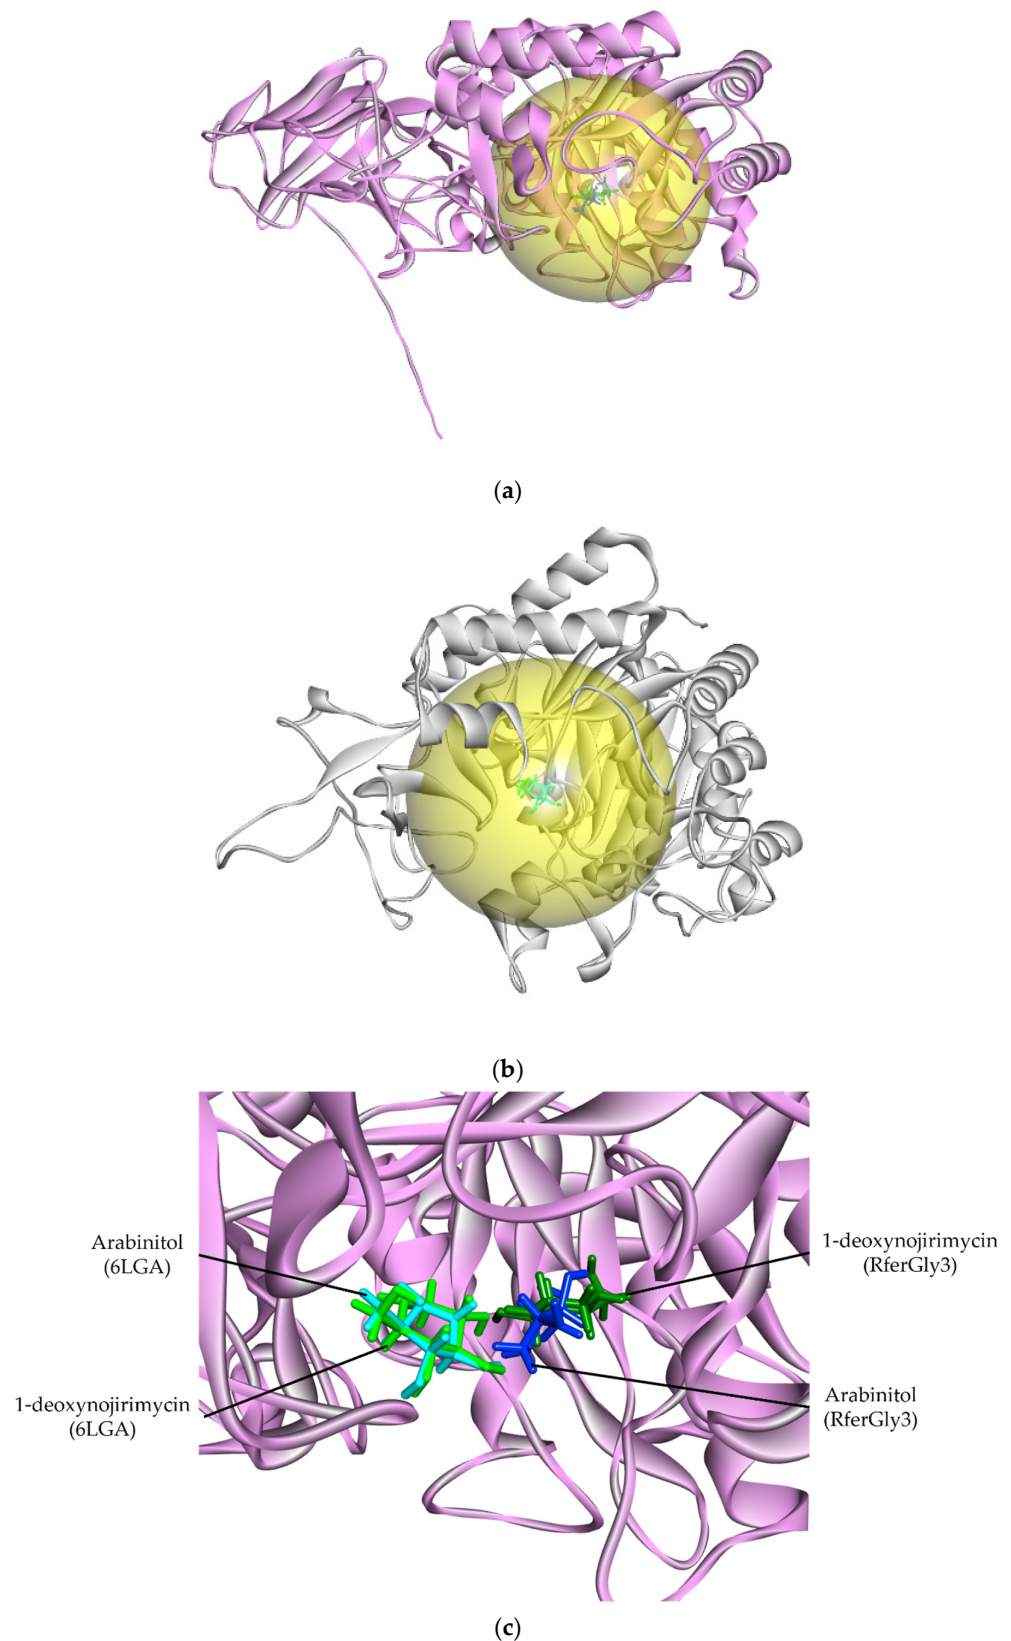 (a)
(b)
Arabinitol
(6LGA)
1-deoxynojirimycin
(RferGly3)
1-deoxynojirimycin
(6LGA)
Arabinitol
(RferGly3)
(c)